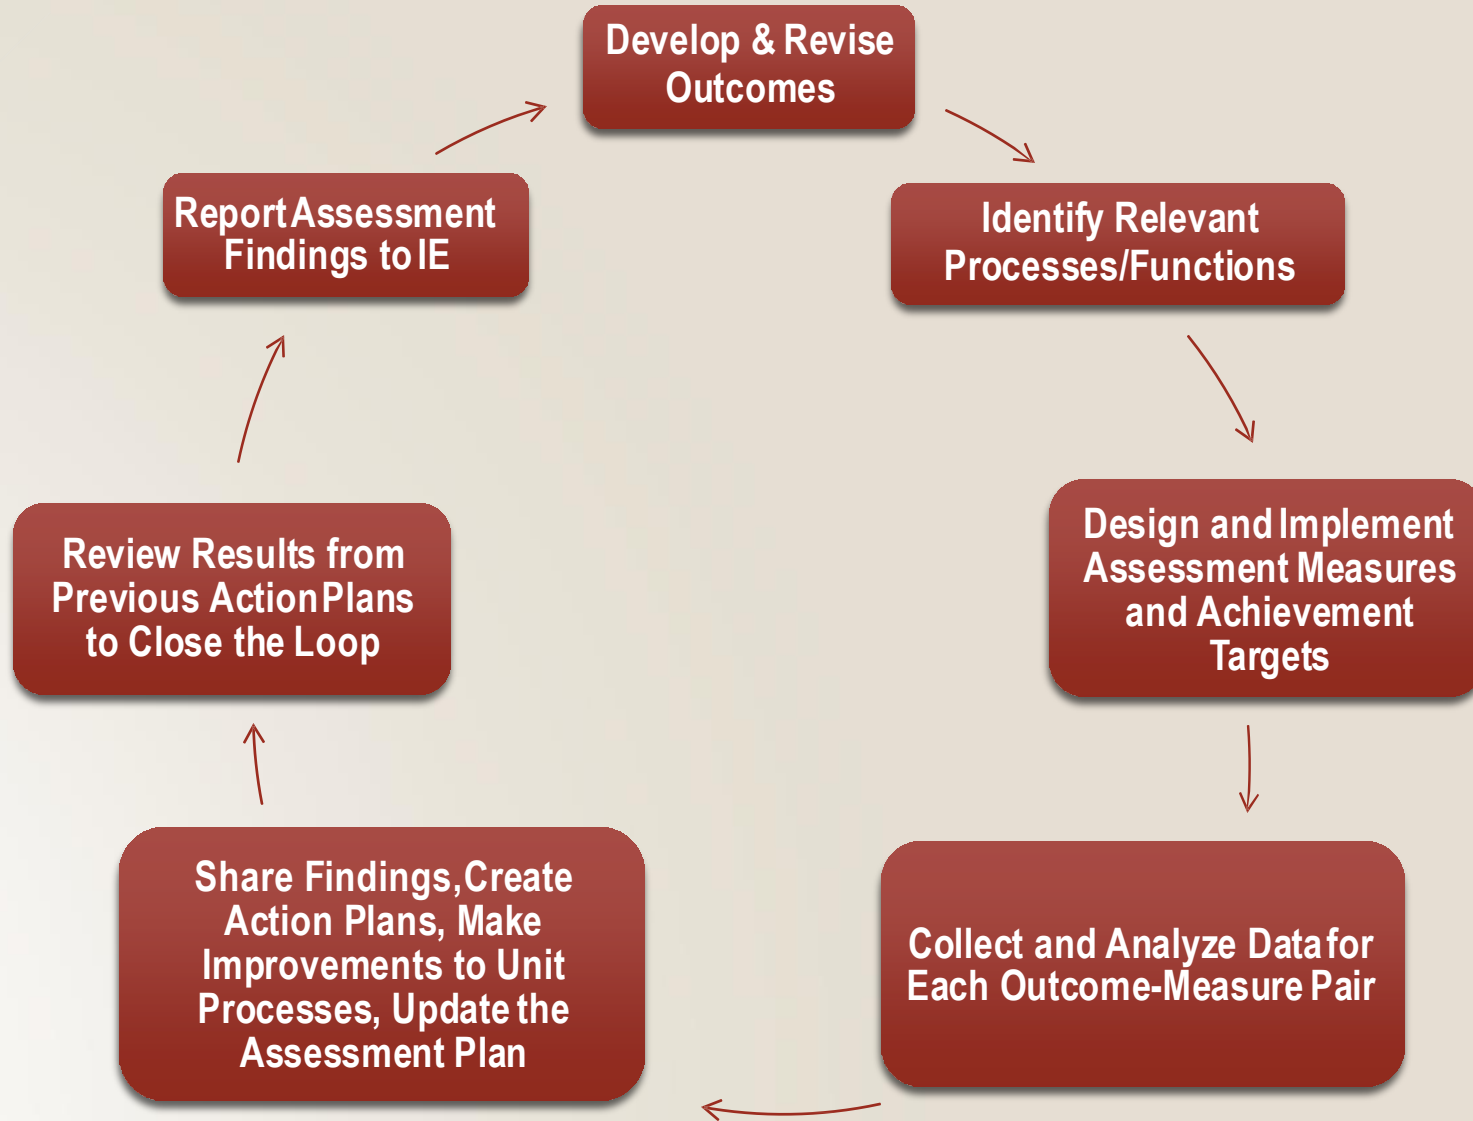 Develop & Revise
Outcomes
Identify Relevant
Processes/Functions
Design and Implement
Assessment Measures
and Achievement
Targets
Collect and Analyze Data for
Each Outcome-Measure Pair
Share Findings, Create
Action Plans, Make
Improvements to Unit
Processes, Update the
Assessment Plan
Review Results from
Previous Action Plans
to Close the Loop
Report Assessment
Findings to IE